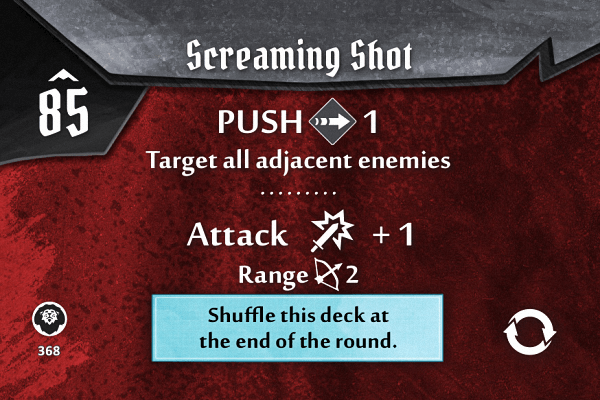 Screaming Shot
85
PUSH 1
Target all adjacent enemies
.........
Attack + 1
Range 2
Shuffle this deck at
the end of the round.
368